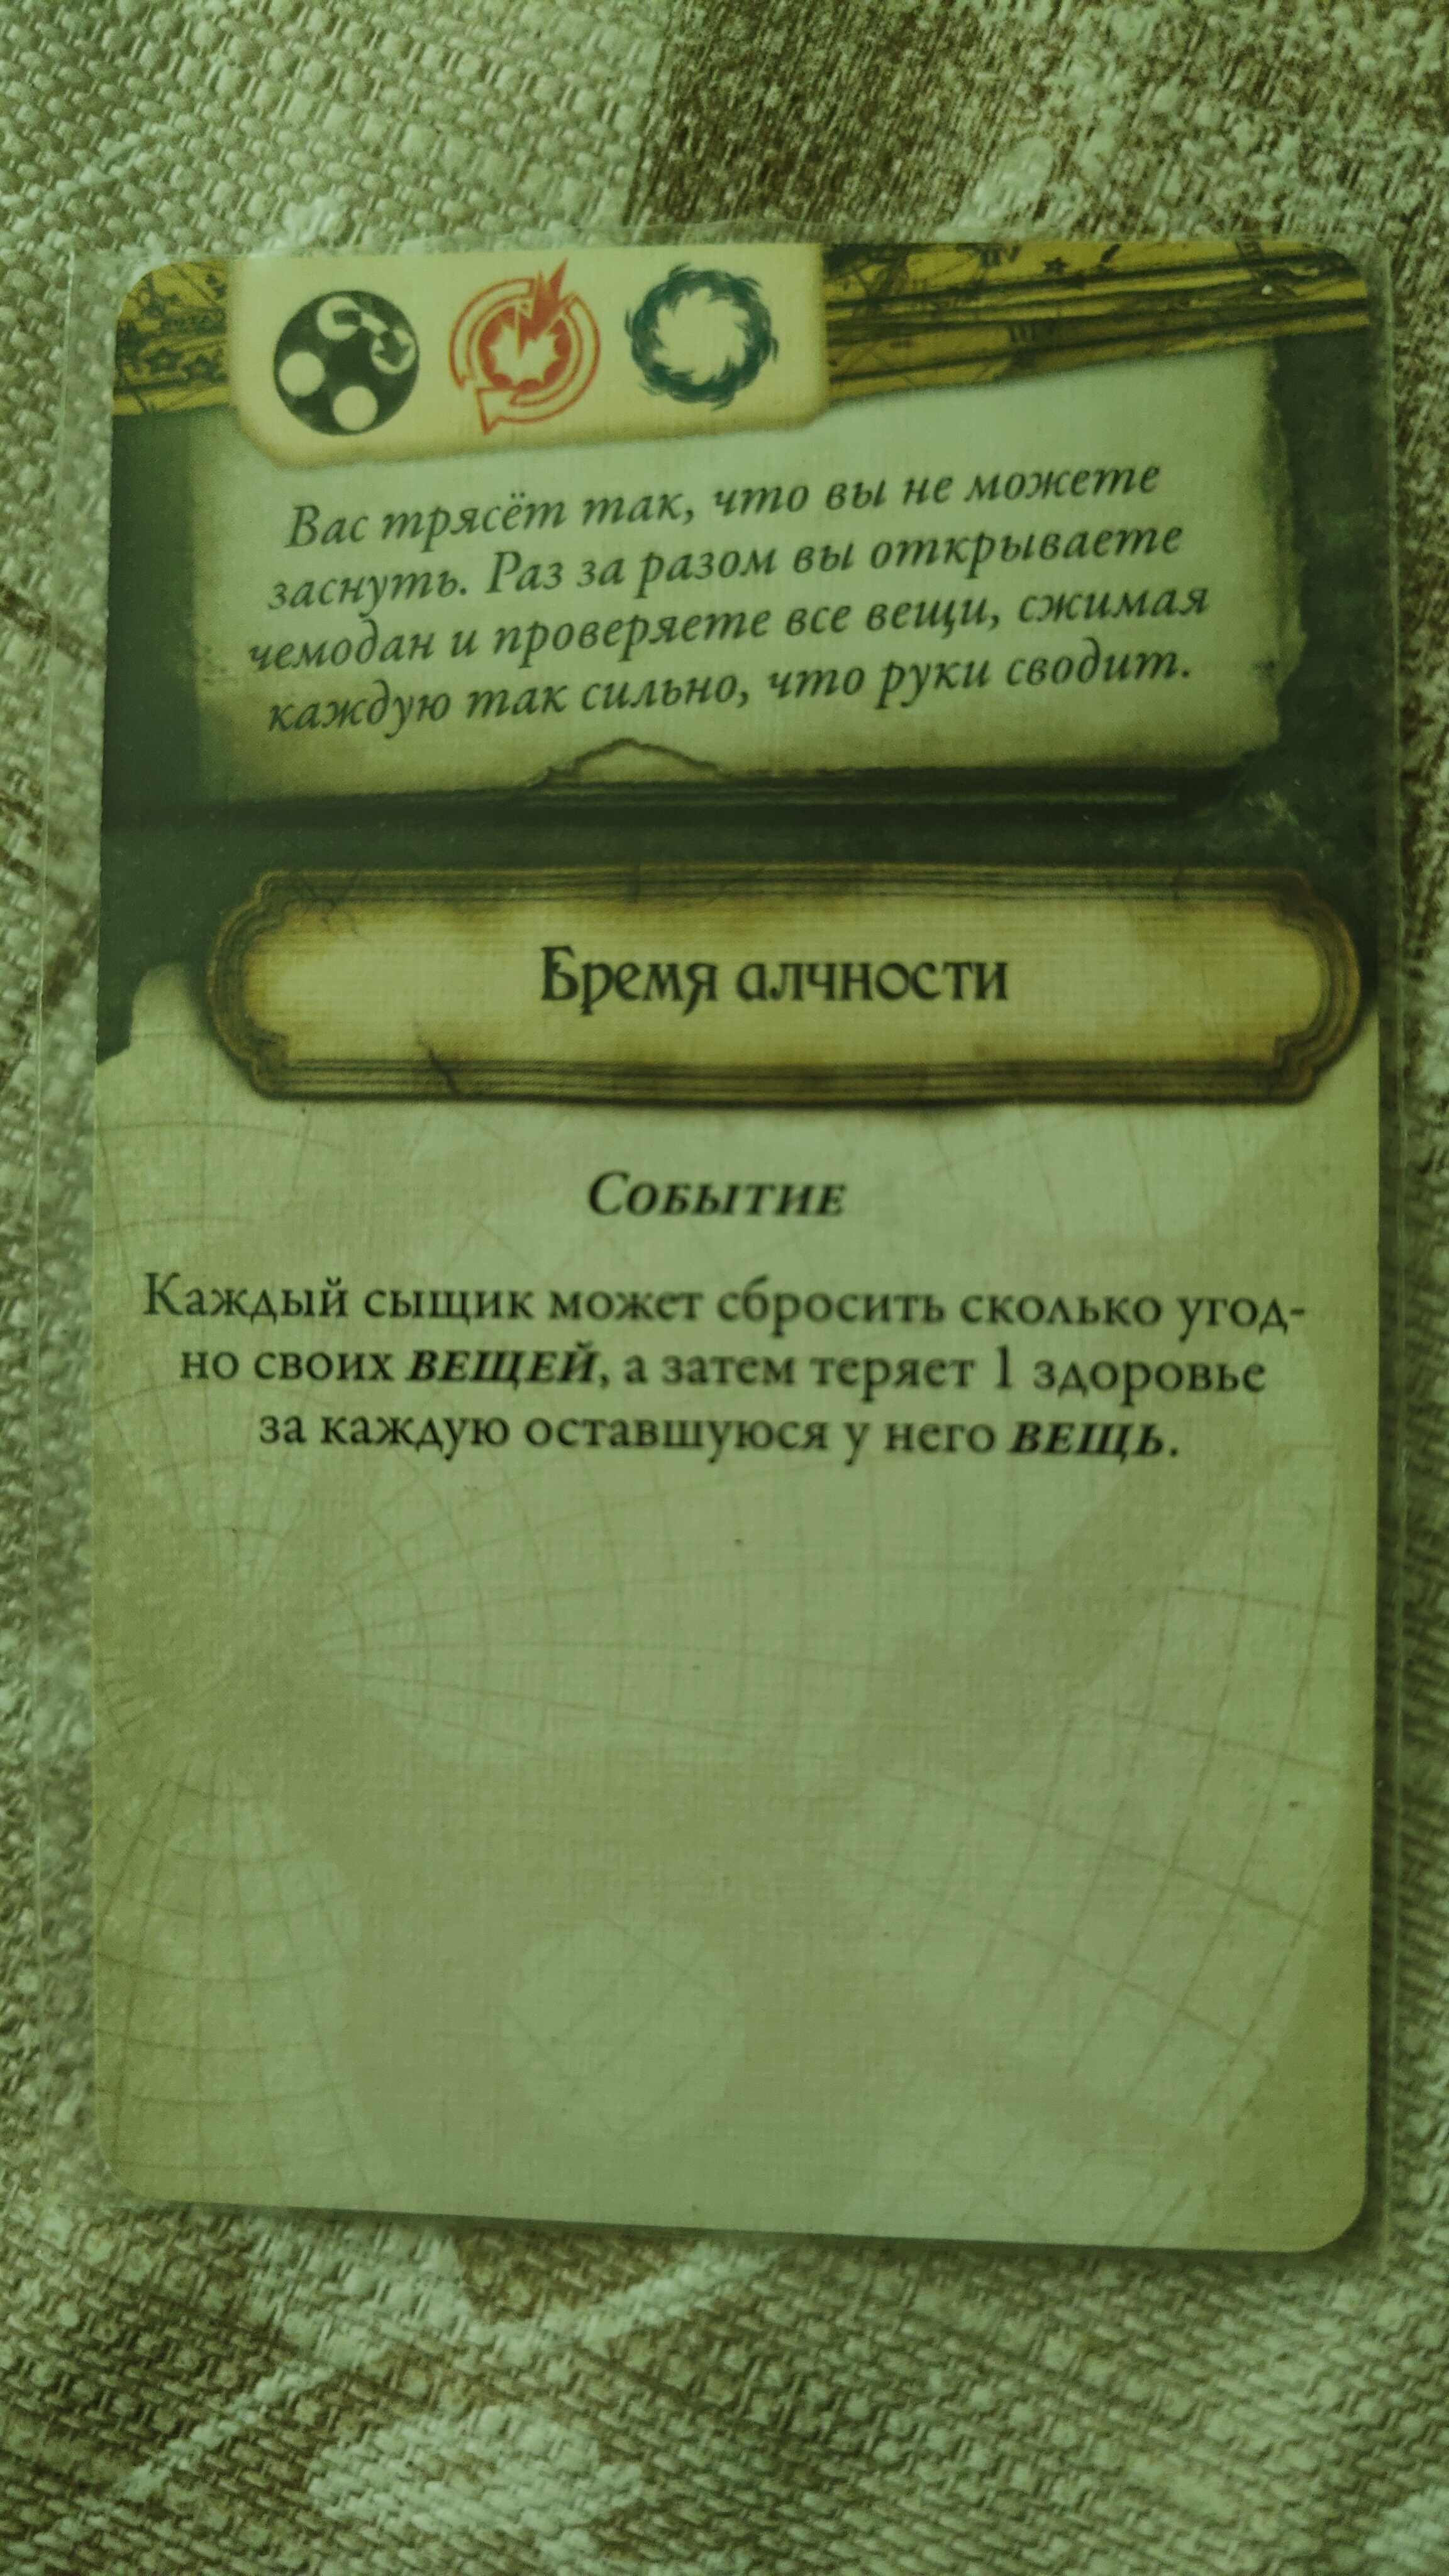 Вас трясёт так, что вы не можете
заснуть. Раз за разом вы открываете
чемодан и проверяете все вещи, сжимая
каждую так сильно, что руки сводит.
Бремя алчности
Событие
Каждый сыщик может сбросить сколько угод-
но своих ВЕЩЕЙ, а затем теряет 1 здоровье
за каждую оставшуюся у него ВЕЩЬ.